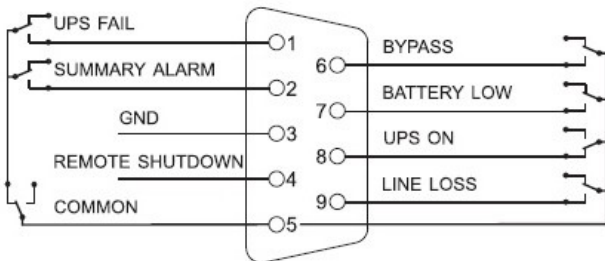 UPS FAIL
1
BYPASS
6
SUMMARY ALARM
2
BATTERY LOW
7
GND
3
UPS ON
8
REMOTE SHUTDOWN
4
LINE LOSS
9
COMMON
5